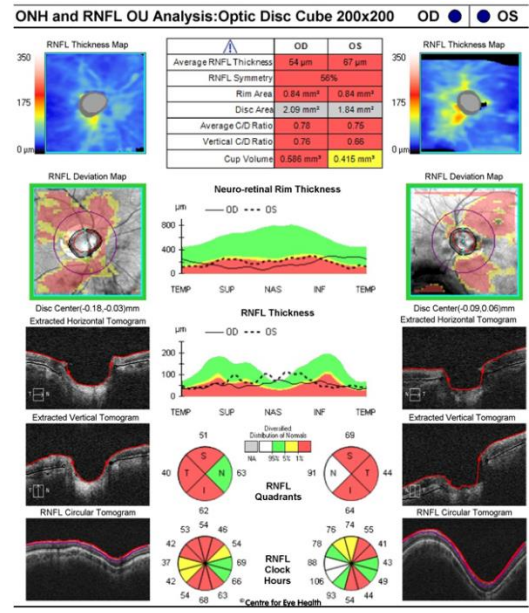 ONH and RNFL OU Analysis:Optic Disc Cube 200x200 OD OS
RNFL Thickness Map
350
175
0 µm
OD OS
Average RNFL Thickness 54 µm 67 µm
RNFL Symmetry 56%
Rim Area 0.84 mm² 0.84 mm²
Disc Area 2.09 mm² 1.84 mm²
Average C/D Ratio 0.78 0.75
Vertical C/D Ratio 0.76 0.66
Cup Volume 0.586 mm³ 0.415 mm³
RNFL Thickness Map
350
175
0 µm
RNFL Deviation Map
Neuro-retinal Rim Thickness
µm OD OS
800
400
0
TEMP SUP NAS INF TEMP
RNFL Deviation Map
Disc Center(-0.18,-0.03)mm
Extracted Horizontal Tomogram
T N
RNFL Thickness
µm OD OS
200
100
0
TEMP SUP NAS INF TEMP
Disc Center(-0.09,0.06)mm
Extracted Horizontal Tomogram
N T
Extracted Vertical Tomogram
T N
Diversified
Distribution of Normals
NA 95% 5% 1%
51
40 S N I T 63
62
RNFL
Quadrants
69
91 S T I N 44
64
Extracted Vertical Tomogram
N T
RNFL Circular Tomogram
54
53 46
42 54
37 69
42 66
54 63
68
RNFL
Clock
Hours
74
76 55
78 41
88 43
106 49
93 44
54
RNFL Circular Tomogram
©Centre for Eye Health